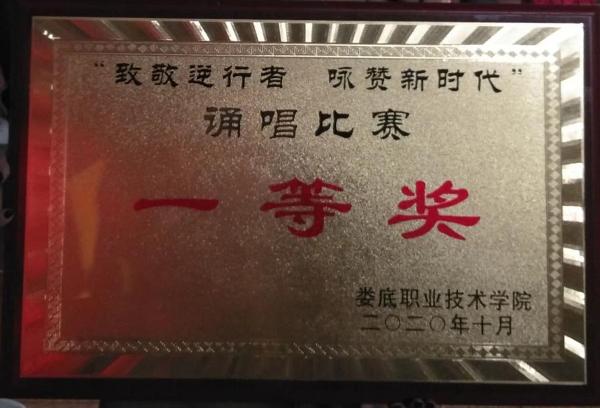 “致敬逆行者 咏赞新时代”
诵唱比赛
一等奖
娄底职业技术学院
二〇二〇年十月